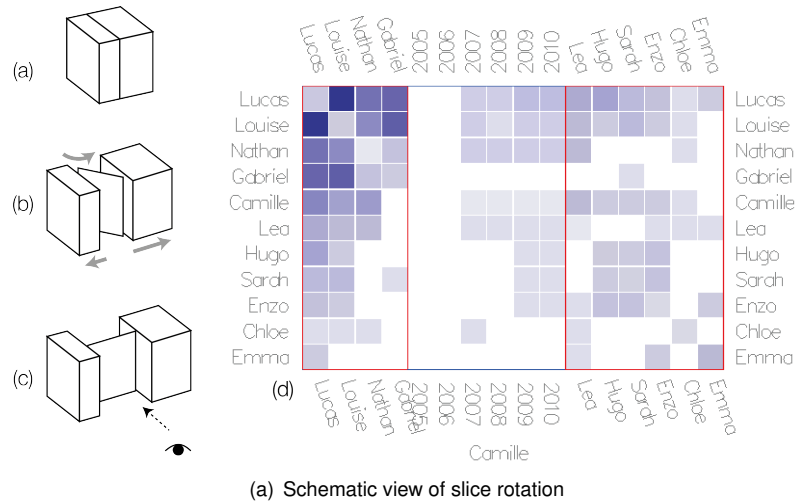 (a)
(b)
(c)
Lucas
Louise
Nathan
Gabriel
2005
2006
2007
2008
2009
2010
Lea
Hugo
Sarah
Enzo
Chloe
Emma
Lucas Lucas
Louise Louise
Nathan Nathan
Gabriel Gabriel
Camille Camille
Lea Lea
Hugo Hugo
Sarah Sarah
Enzo Enzo
Chloe Chloe
Emma Emma
(d)
Lucas
Louise
Nathan
Gabriel
2005
2006
2007
2008
2009
2010
Lea
Hugo
Sarah
Enzo
Chloe
Emma
Camille
(a) Schematic view of slice rotation